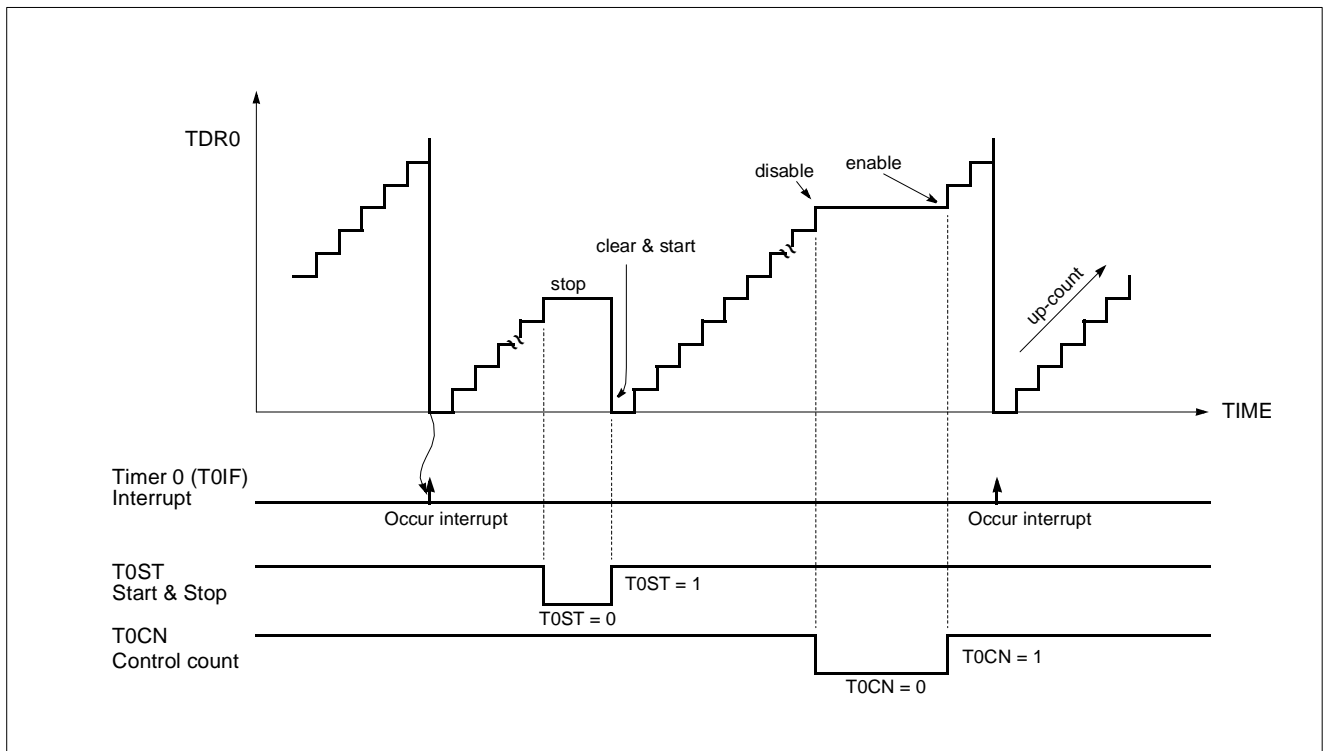 TDR0
disable
enable
clear & start
stop
up-count
TIME
Timer 0 (T0IF)
Interrupt
Occur interrupt
Occur interrupt
T0ST
Start & Stop
T0ST = 1
T0ST = 0
T0CN
Control count
T0CN = 1
T0CN = 0